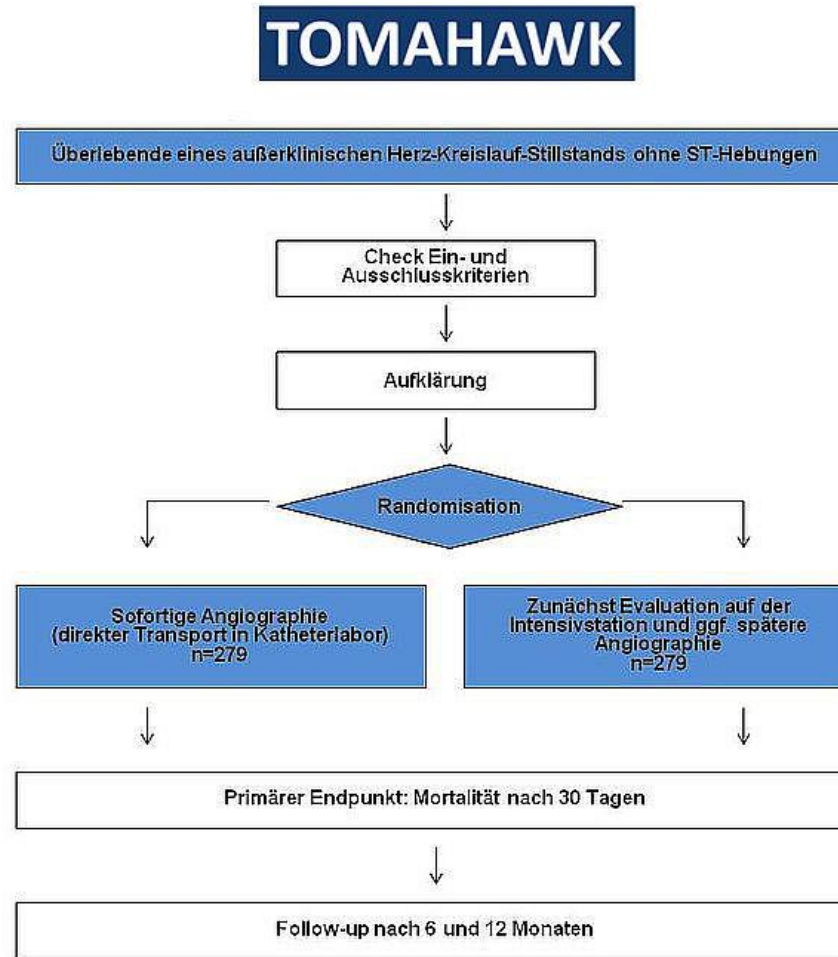 TOMAHAWK
Überlebende eines außerklinischen Herz-Kreislauf-Stillstands ohne ST-Hebungen
Check Ein- und
Ausschlusskriterien
Aufklärung
Randomisation
Sofortige Angiographie
(direkter Transport in Katheterlabor)
n=279
Zunächst Evaluation auf der
Intensivstation und ggf. spätere
Angiographie
n=279
Primärer Endpunkt: Mortalität nach 30 Tagen
Follow-up nach 6 und 12 Monaten